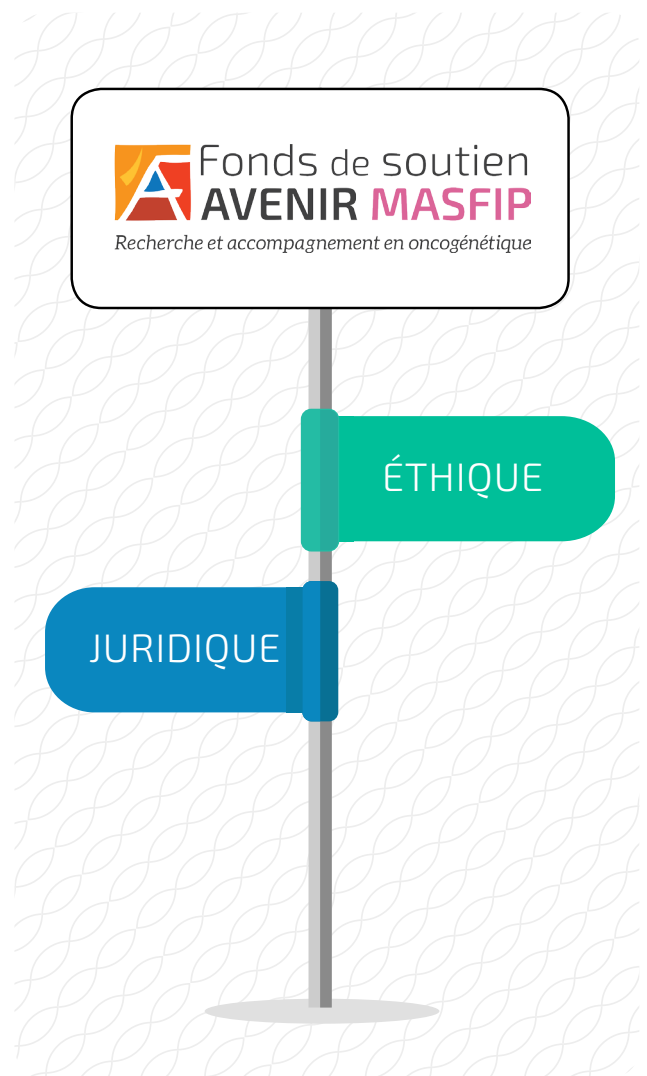 Fonds de soutien
AVENIR MASFIP
Recherche et accompagnement en oncogénétique
ÉTHIQUE
JURIDIQUE